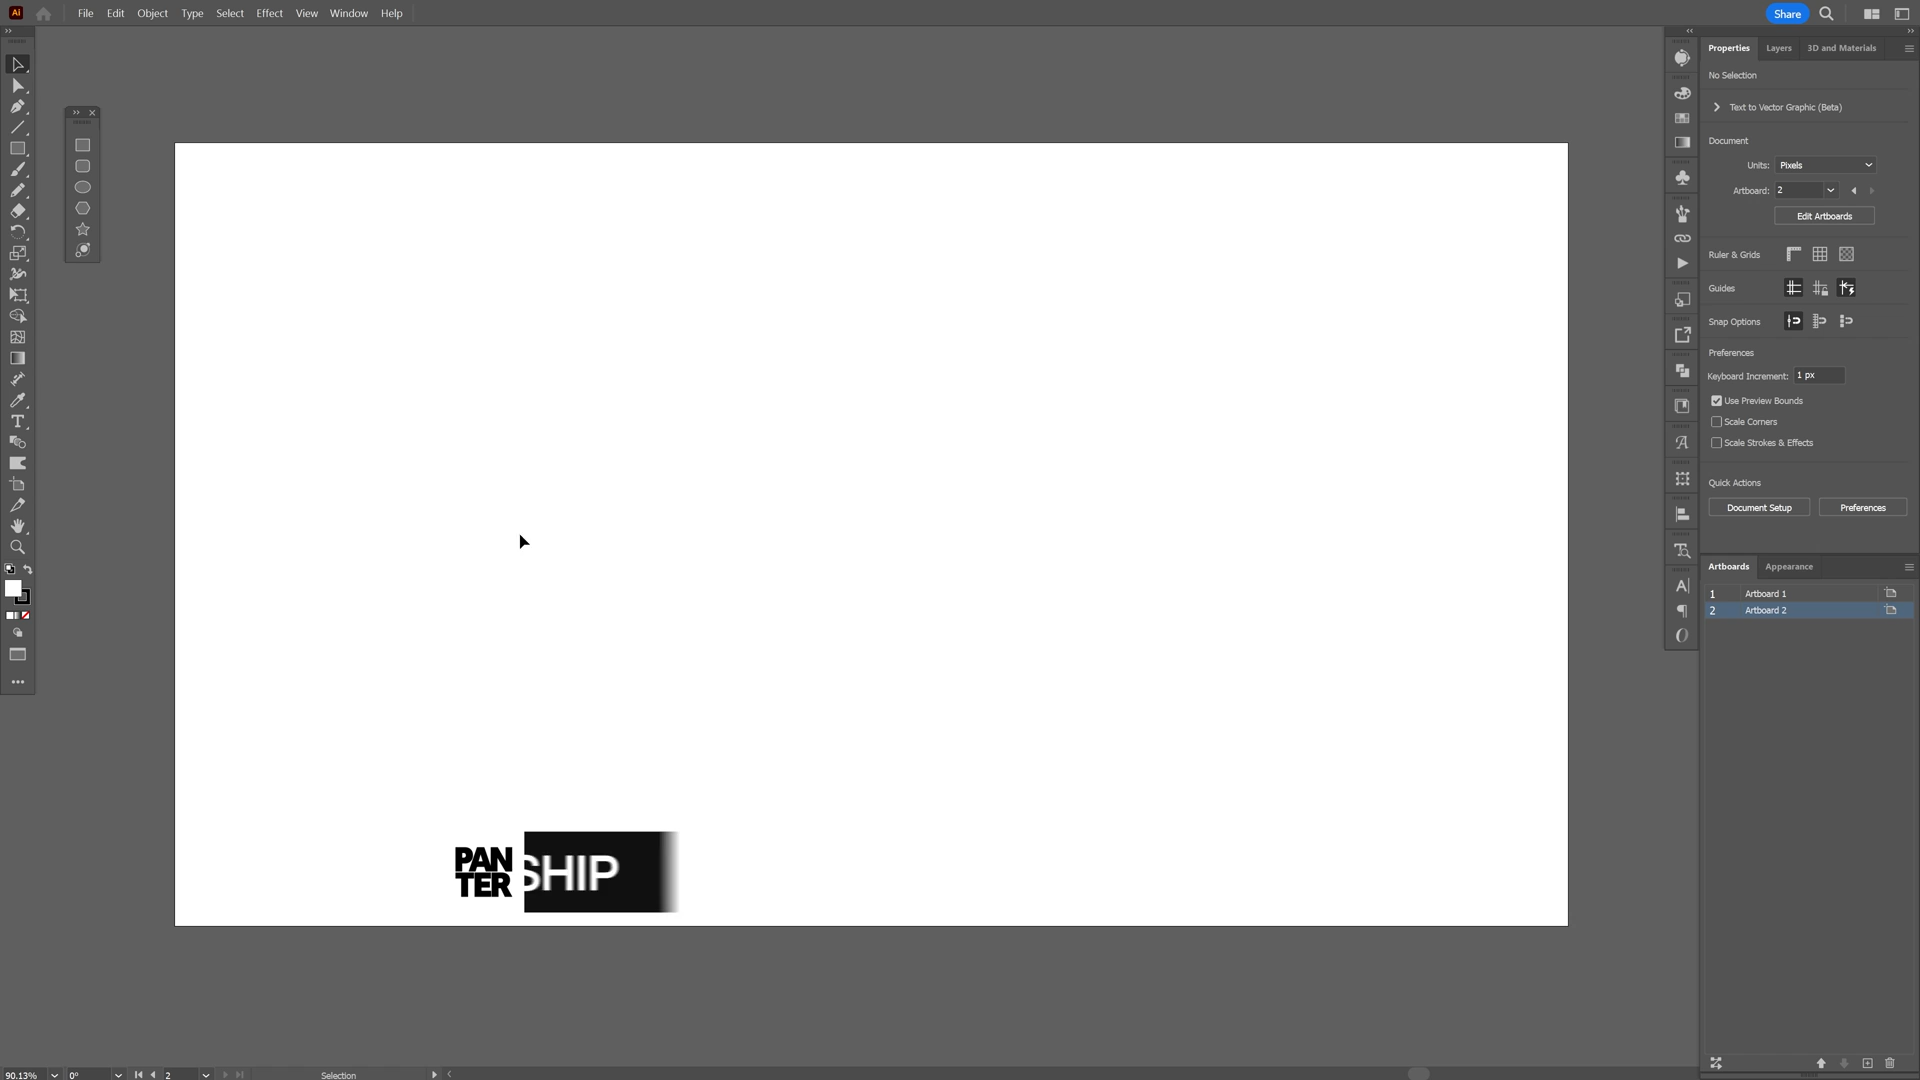 Ai File Edit Object Type Select Effect View Window Help Share
Properties Layers 3D and Materials
No Selection
Text to Vector Graphic (Beta)
Document
Units: Pixels
Artboard: 2
Edit Artboards
Ruler & Grids
Guides
Snap Options
Preferences
Keyboard Increment: 1 px
Use Preview Bounds
Scale Corners
Scale Strokes & Effects
Quick Actions
Document Setup Preferences
Artboards Appearance
1 Artboard 1
2 Artboard 2
PAN
TER
SHIP
90.13% 0° 2 Selection